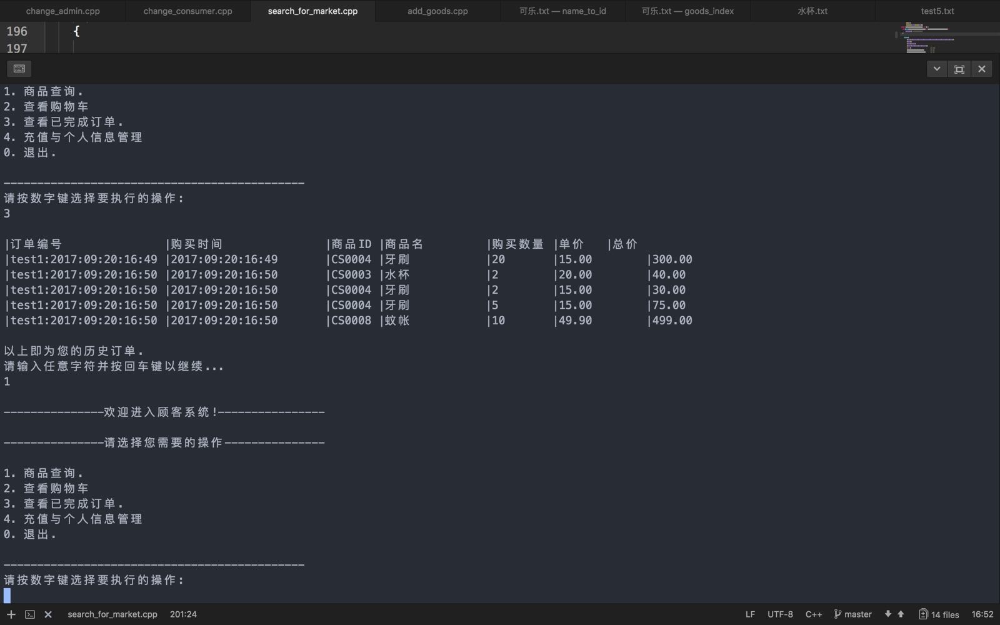 change_admin.cpp change_consumer.cpp search_for_market.cpp add_goods.cpp 可乐.txt — name_to_id 可乐.txt — goods_index 水杯.txt test5.txt
196 {
197
1. 商品查询.
2. 查看购物车
3. 查看已完成订单.
4. 充值与个人信息管理
0. 退出.
---------------------------------------------
请按数字键选择要执行的操作:
3
|订单编号 |购买时间 |商品ID |商品名 |购买数量 |单价 |总价
|test1:2017:09:20:16:49 |2017:09:20:16:49 |CS0004 |牙刷 |20 |15.00 |300.00
|test1:2017:09:20:16:50 |2017:09:20:16:50 |CS0003 |水杯 |2 |20.00 |40.00
|test1:2017:09:20:16:50 |2017:09:20:16:50 |CS0004 |牙刷 |2 |15.00 |30.00
|test1:2017:09:20:16:50 |2017:09:20:16:50 |CS0004 |牙刷 |5 |15.00 |75.00
|test1:2017:09:20:16:50 |2017:09:20:16:50 |CS0008 |蚊帐 |10 |49.90 |499.00
以上即为您的历史订单.
请输入任意字符并按回车键以继续...
1
---------------欢迎进入顾客系统!----------------
---------------请选择您需要的操作---------------
1. 商品查询.
2. 查看购物车
3. 查看已完成订单.
4. 充值与个人信息管理
0. 退出.
---------------------------------------------
请按数字键选择要执行的操作:
search_for_market.cpp 201:24 LF UTF-8 C++ master 14 files 16:52